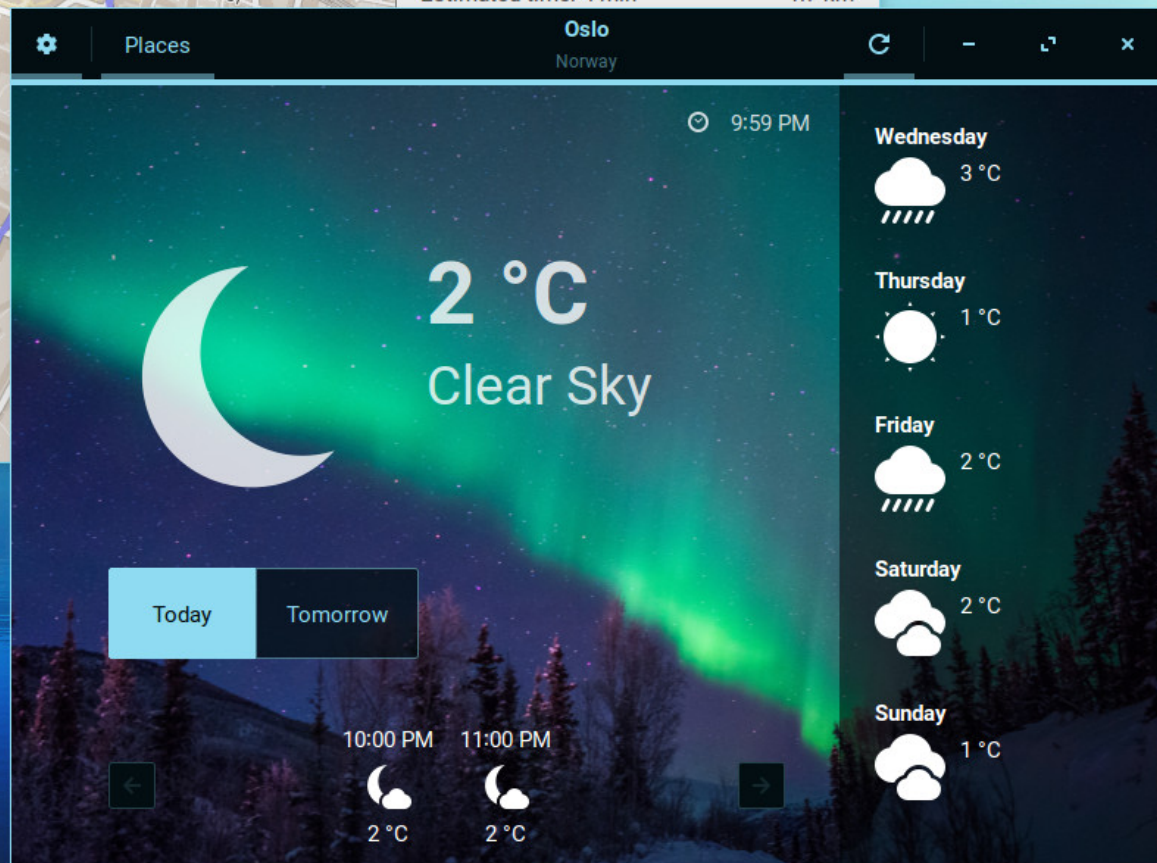 Places
Oslo
Norway
9:59 PM
2 °C
Clear Sky
Today
Tomorrow
10:00 PM
11:00 PM
2 °C
2 °C
Wednesday
3 °C
Thursday
1 °C
Friday
2 °C
Saturday
2 °C
Sunday
1 °C